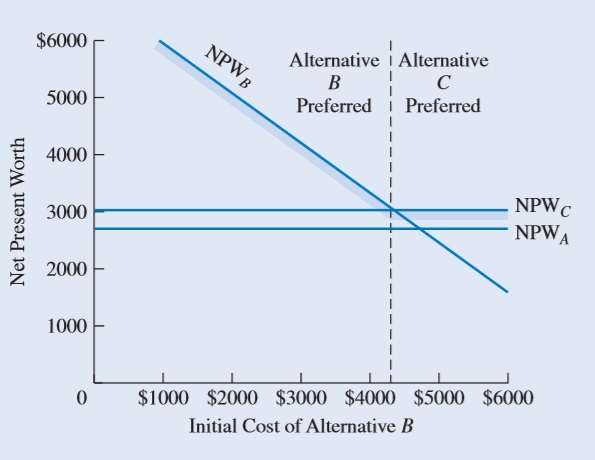 $6000
5000
4000
3000
2000
1000
0
Net Present Worth
NPWB
Alternative
B
Preferred
Alternative
C
Preferred
NPWC
NPWA
$1000 $2000 $3000 $4000 $5000 $6000
Initial Cost of Alternative B